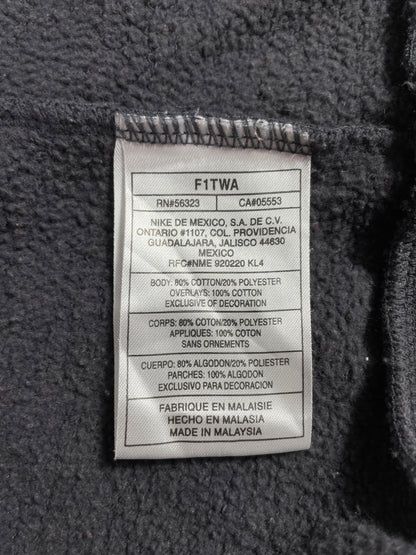 F1TWA
RN#56323 CA#05553
NIKE DE MEXICO, S.A. DE C.V.
ONTARIO #1107, COL. PROVIDENCIA
GUADALAJARA, JALISCO 44630
MEXICO
RFC#NME 920220 KL4
BODY: 80% COTTON/20% POLYESTER
OVERLAYS: 100% COTTON
EXCLUSIVE OF DECORATION
CORPS: 80% COTON/20% POLYESTER
APPLIQUES: 100% COTON
SANS ORNEMENTS
CUERPO: 80% ALGODON/20% POLIESTER
PARCHES: 100% ALGODON
EXCLUSIVO PARA DECORACION
FABRIQUE EN MALAISIE
HECHO EN MALASIA
MADE IN MALAYSIA